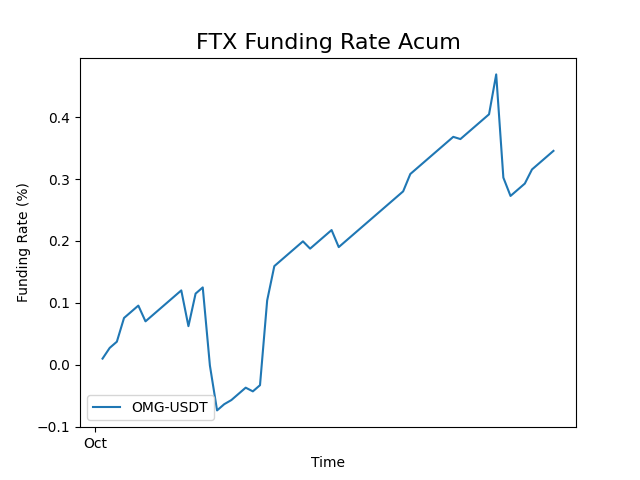 FTX Funding Rate Acum
Funding Rate (%)
0.4
0.3
0.2
0.1
0.0
−0.1
OMG-USDT
Oct
Time